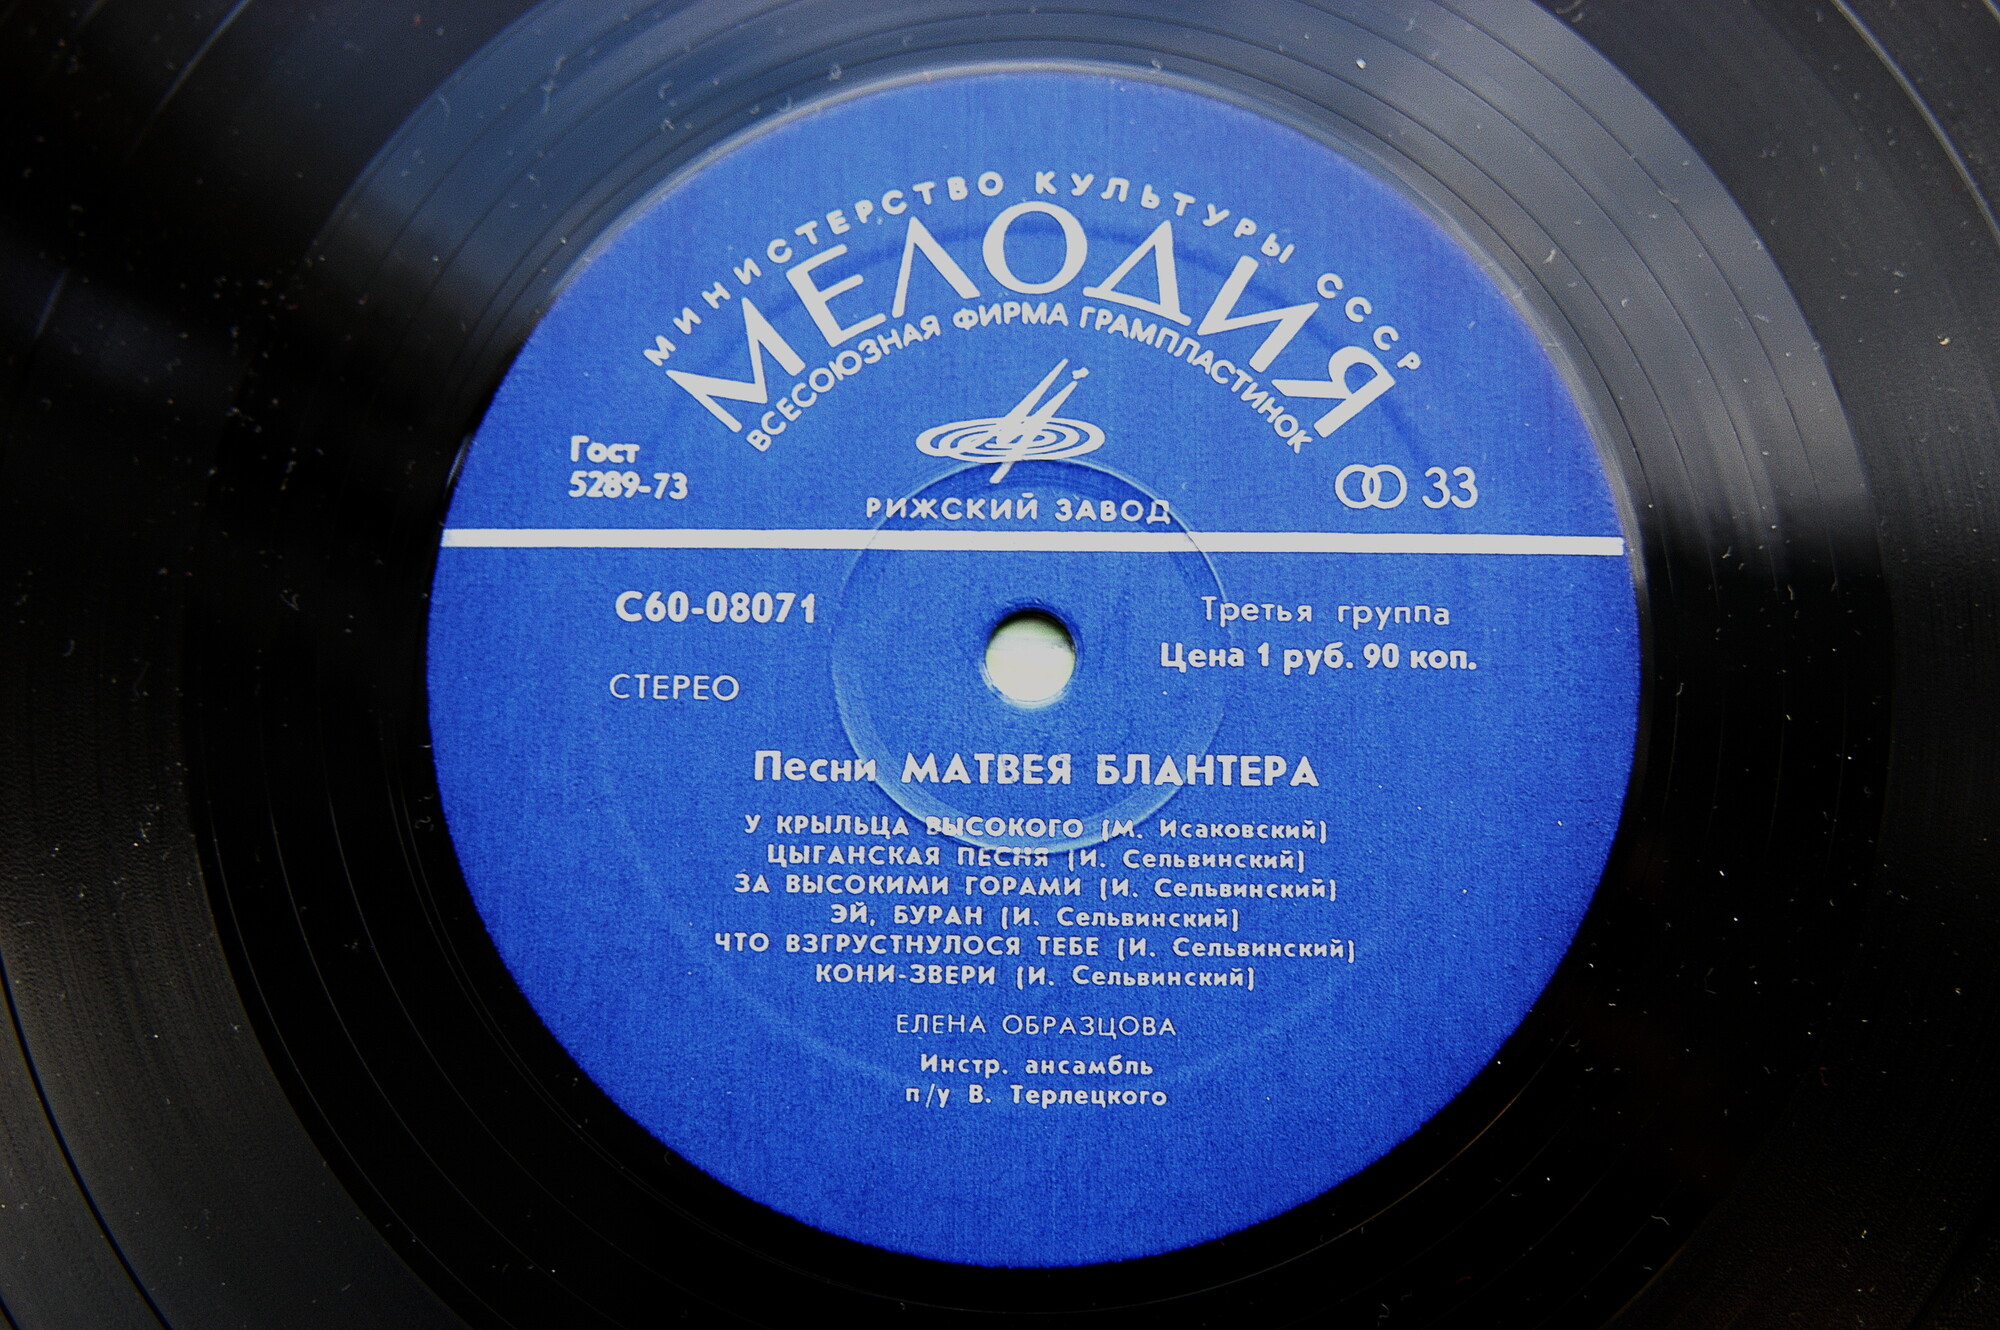 МИНИСТЕРСТВО КУЛЬТУРЫ СССР
МЕЛОДИЯ
ВСЕСОЮЗНАЯ ФИРМА ГРАМПЛАСТИНОК
Гост
5289-73
33
РИЖСКИЙ ЗАВОД
С60-08071
Третья группа
Цена 1 руб. 90 коп.
СТЕРЕО
Песни МАТВЕЯ БЛАНТЕРА
У КРЫЛЬЦА ВЫСОКОГО (М. Исаковский)
ЦЫГАНСКАЯ ПЕСНЯ (И. Сельвинский)
ЗА ВЫСОКИМИ ГОРАМИ (И. Сельвинский)
ЭЙ, БУРАН (И. Сельвинский)
ЧТО ВЗГРУСТНУЛОСЯ ТЕБЕ (И. Сельвинский)
КОНИ-ЗВЕРИ (И. Сельвинский)
ЕЛЕНА ОБРАЗЦОВА
Инстр. ансамбль
п/у В. Терлецкого